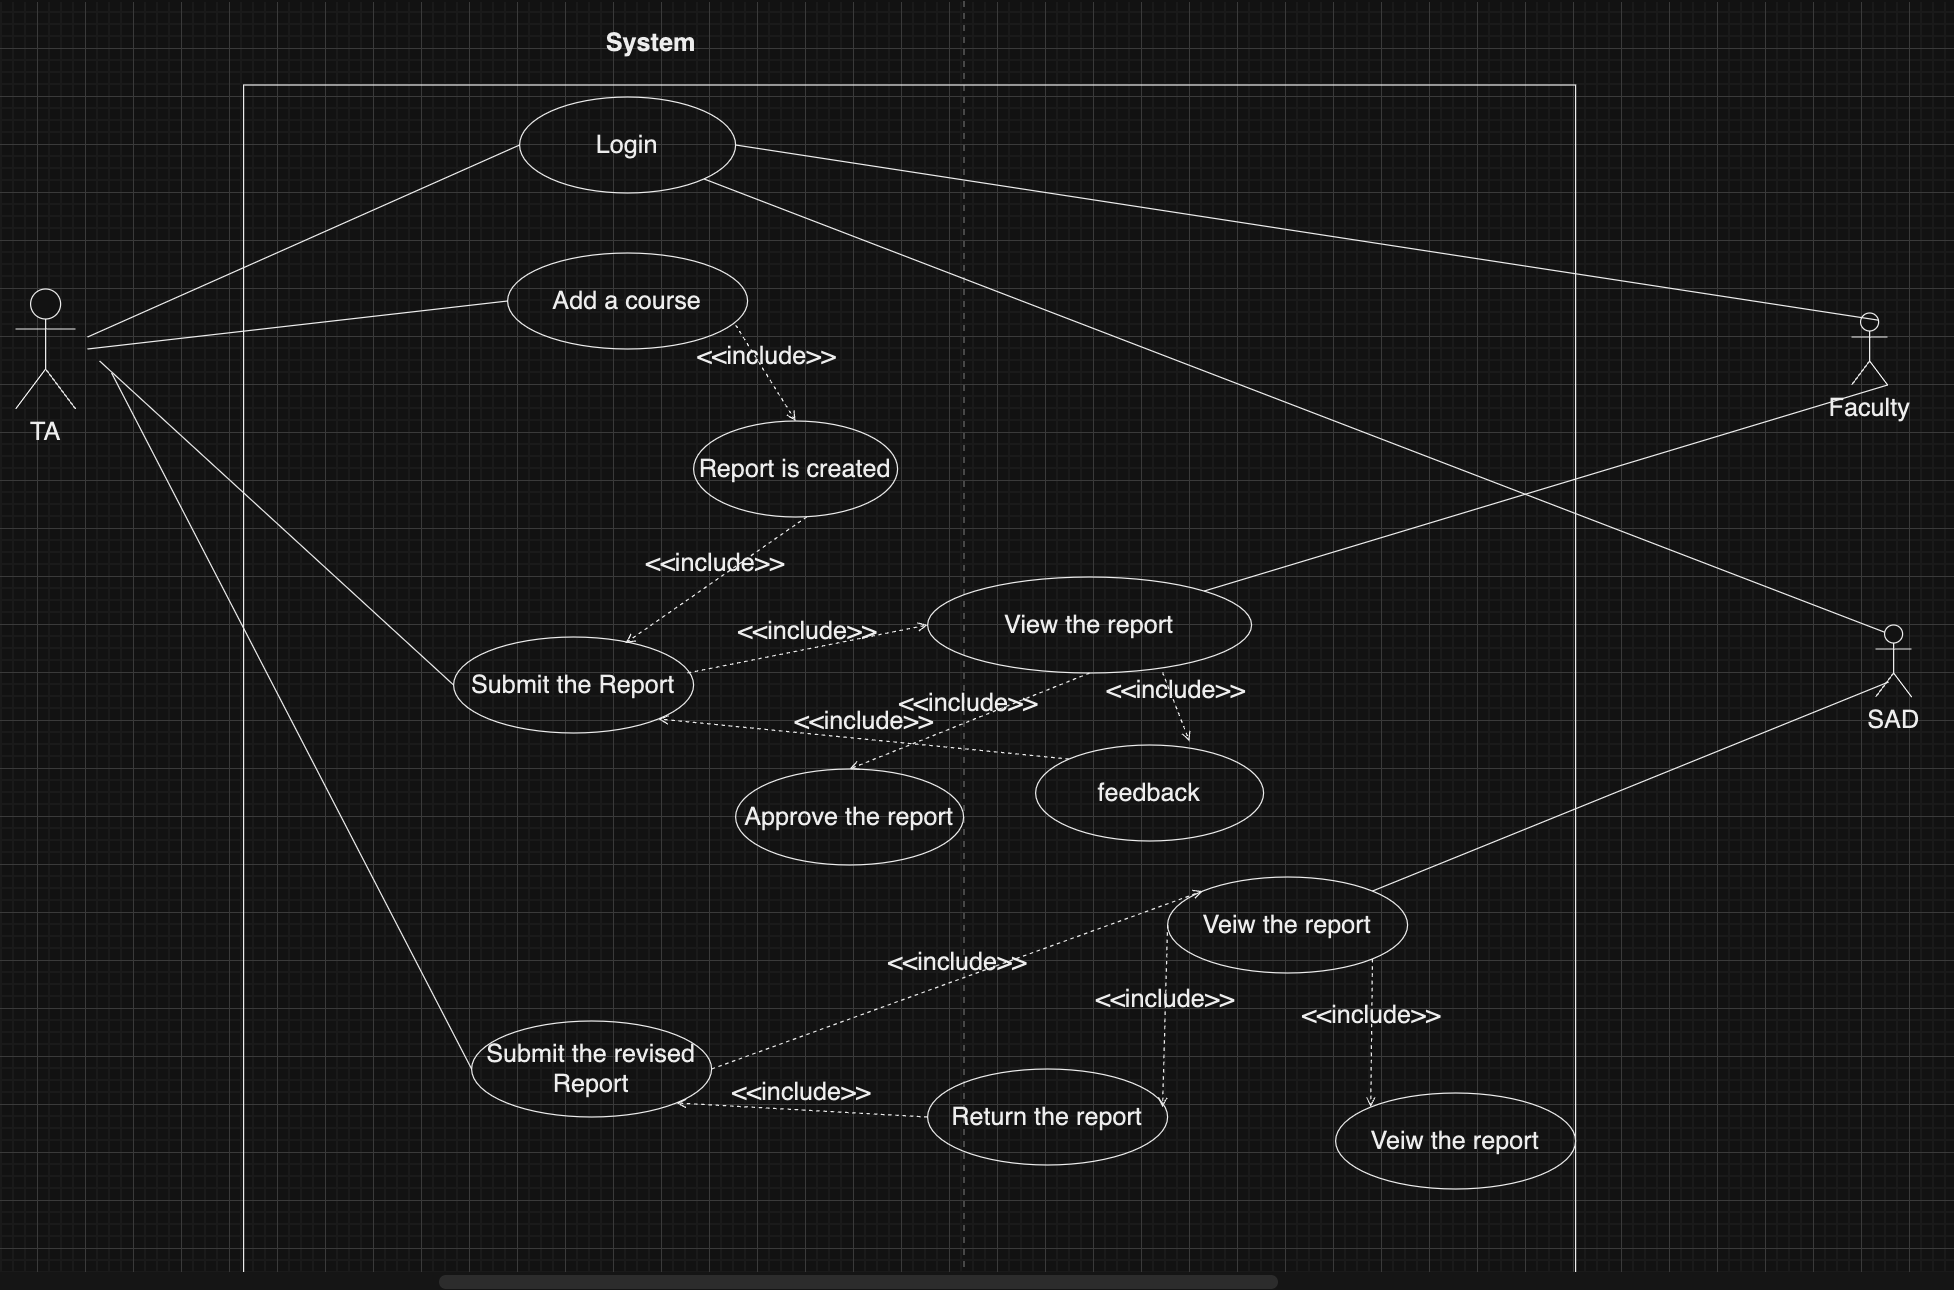 System
Login
Add a course
<<include>>
TA
Faculty
Report is created
<<include>>
View the report
<<include>>
Submit the Report
<<include>>
<<include>>
<<include>>
SAD
feedback
Approve the report
Veiw the report
<<include>>
<<include>>
<<include>>
Submit the revised
Report
<<include>>
Return the report
Veiw the report